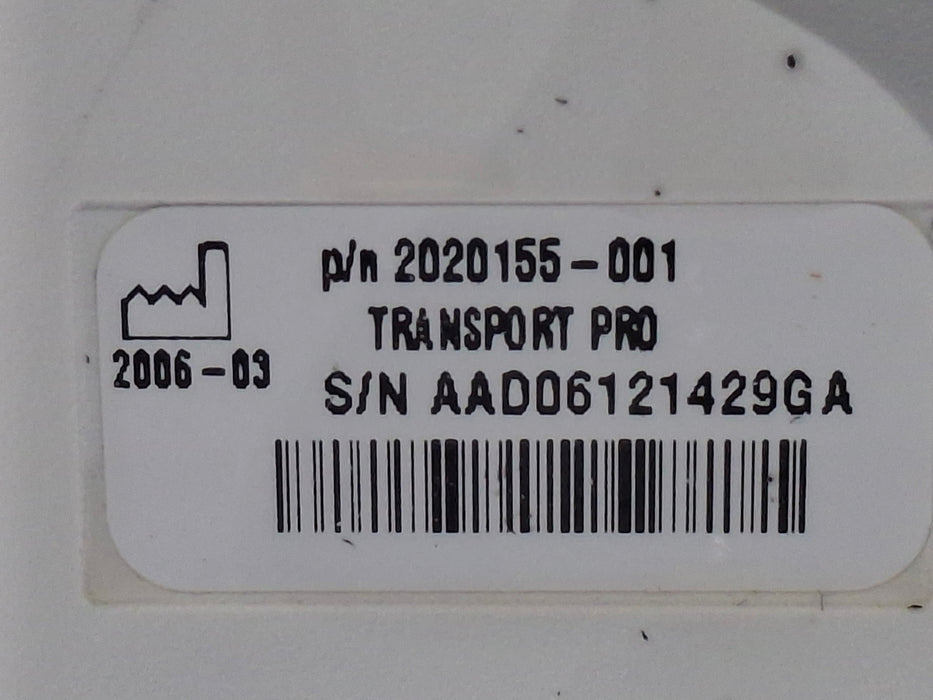 p/n 2020155-001
TRANSPORT PRO
2006-03
S/N AAD06121429GA